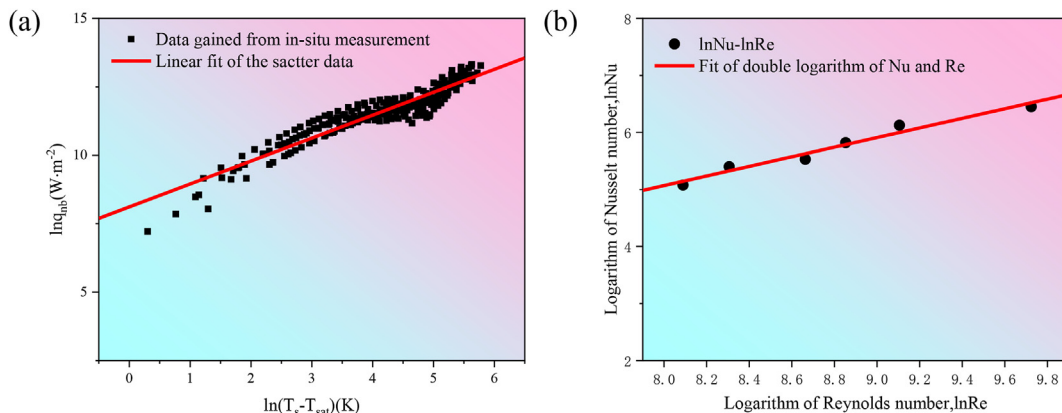 (a)
15
10
5
lnq_nb(W·m⁻²)
Data gained from in-situ measurement
Linear fit of the sactter data
0 1 2 3 4 5 6
ln(T_s-T_sat)(K)
(b)
8
6
4
2
Logarithm of Nusselt number,lnNu
lnNu-lnRe
Fit of double logarithm of Nu and Re
8.0 8.2 8.4 8.6 8.8 9.0 9.2 9.4 9.6 9.8
Logarithm of Reynolds number,lnRe